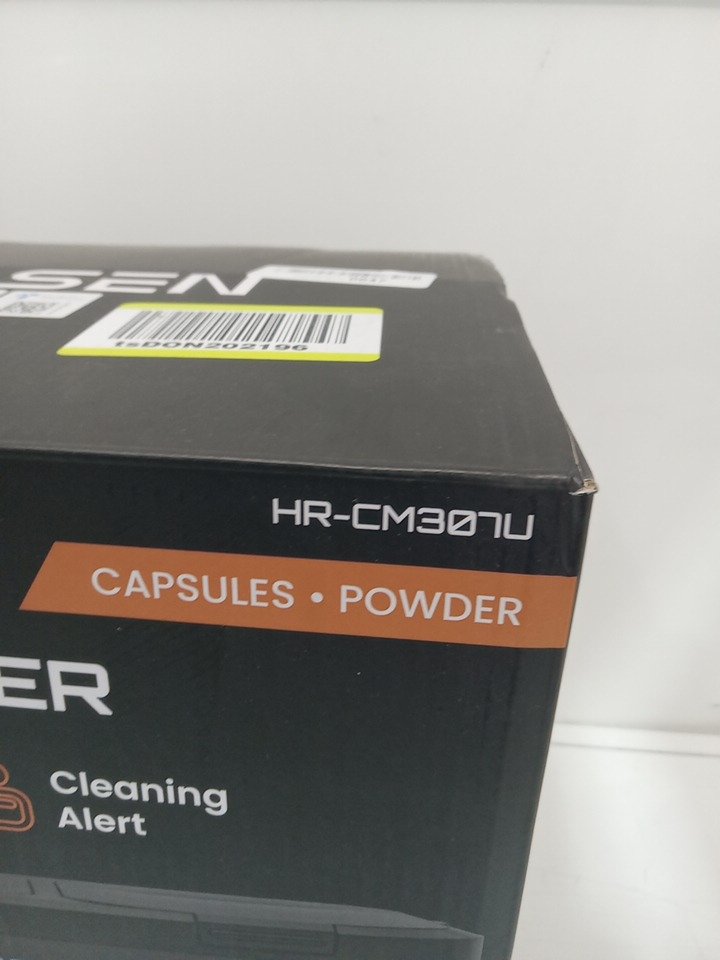 SEN
tsDON202196
HR-CM307U
CAPSULES • POWDER
ER
Cleaning
Alert